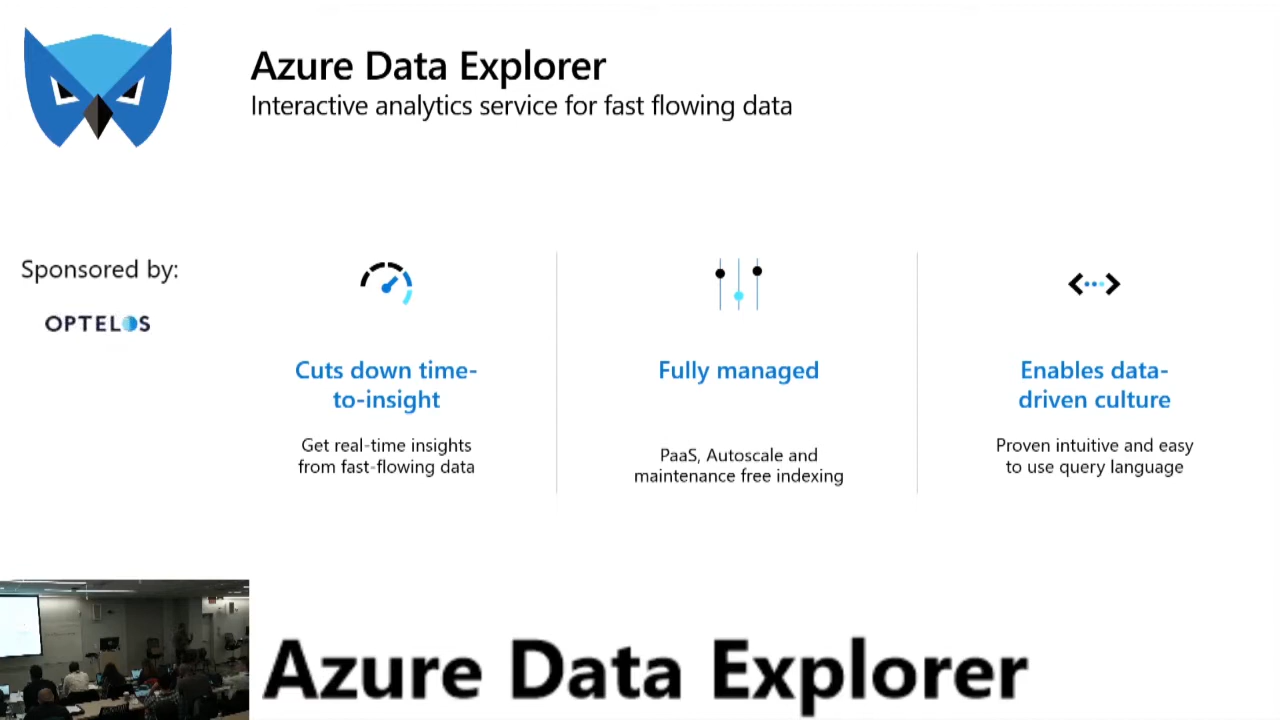 Azure Data Explorer
Interactive analytics service for fast flowing data
Sponsored by:
OPTELOS
Cuts down time-
to-insight
Get real-time insights
from fast-flowing data
Fully managed
PaaS, Autoscale and
maintenance free indexing
Enables data-
driven culture
Proven intuitive and easy
to use query language
Azure Data Explorer